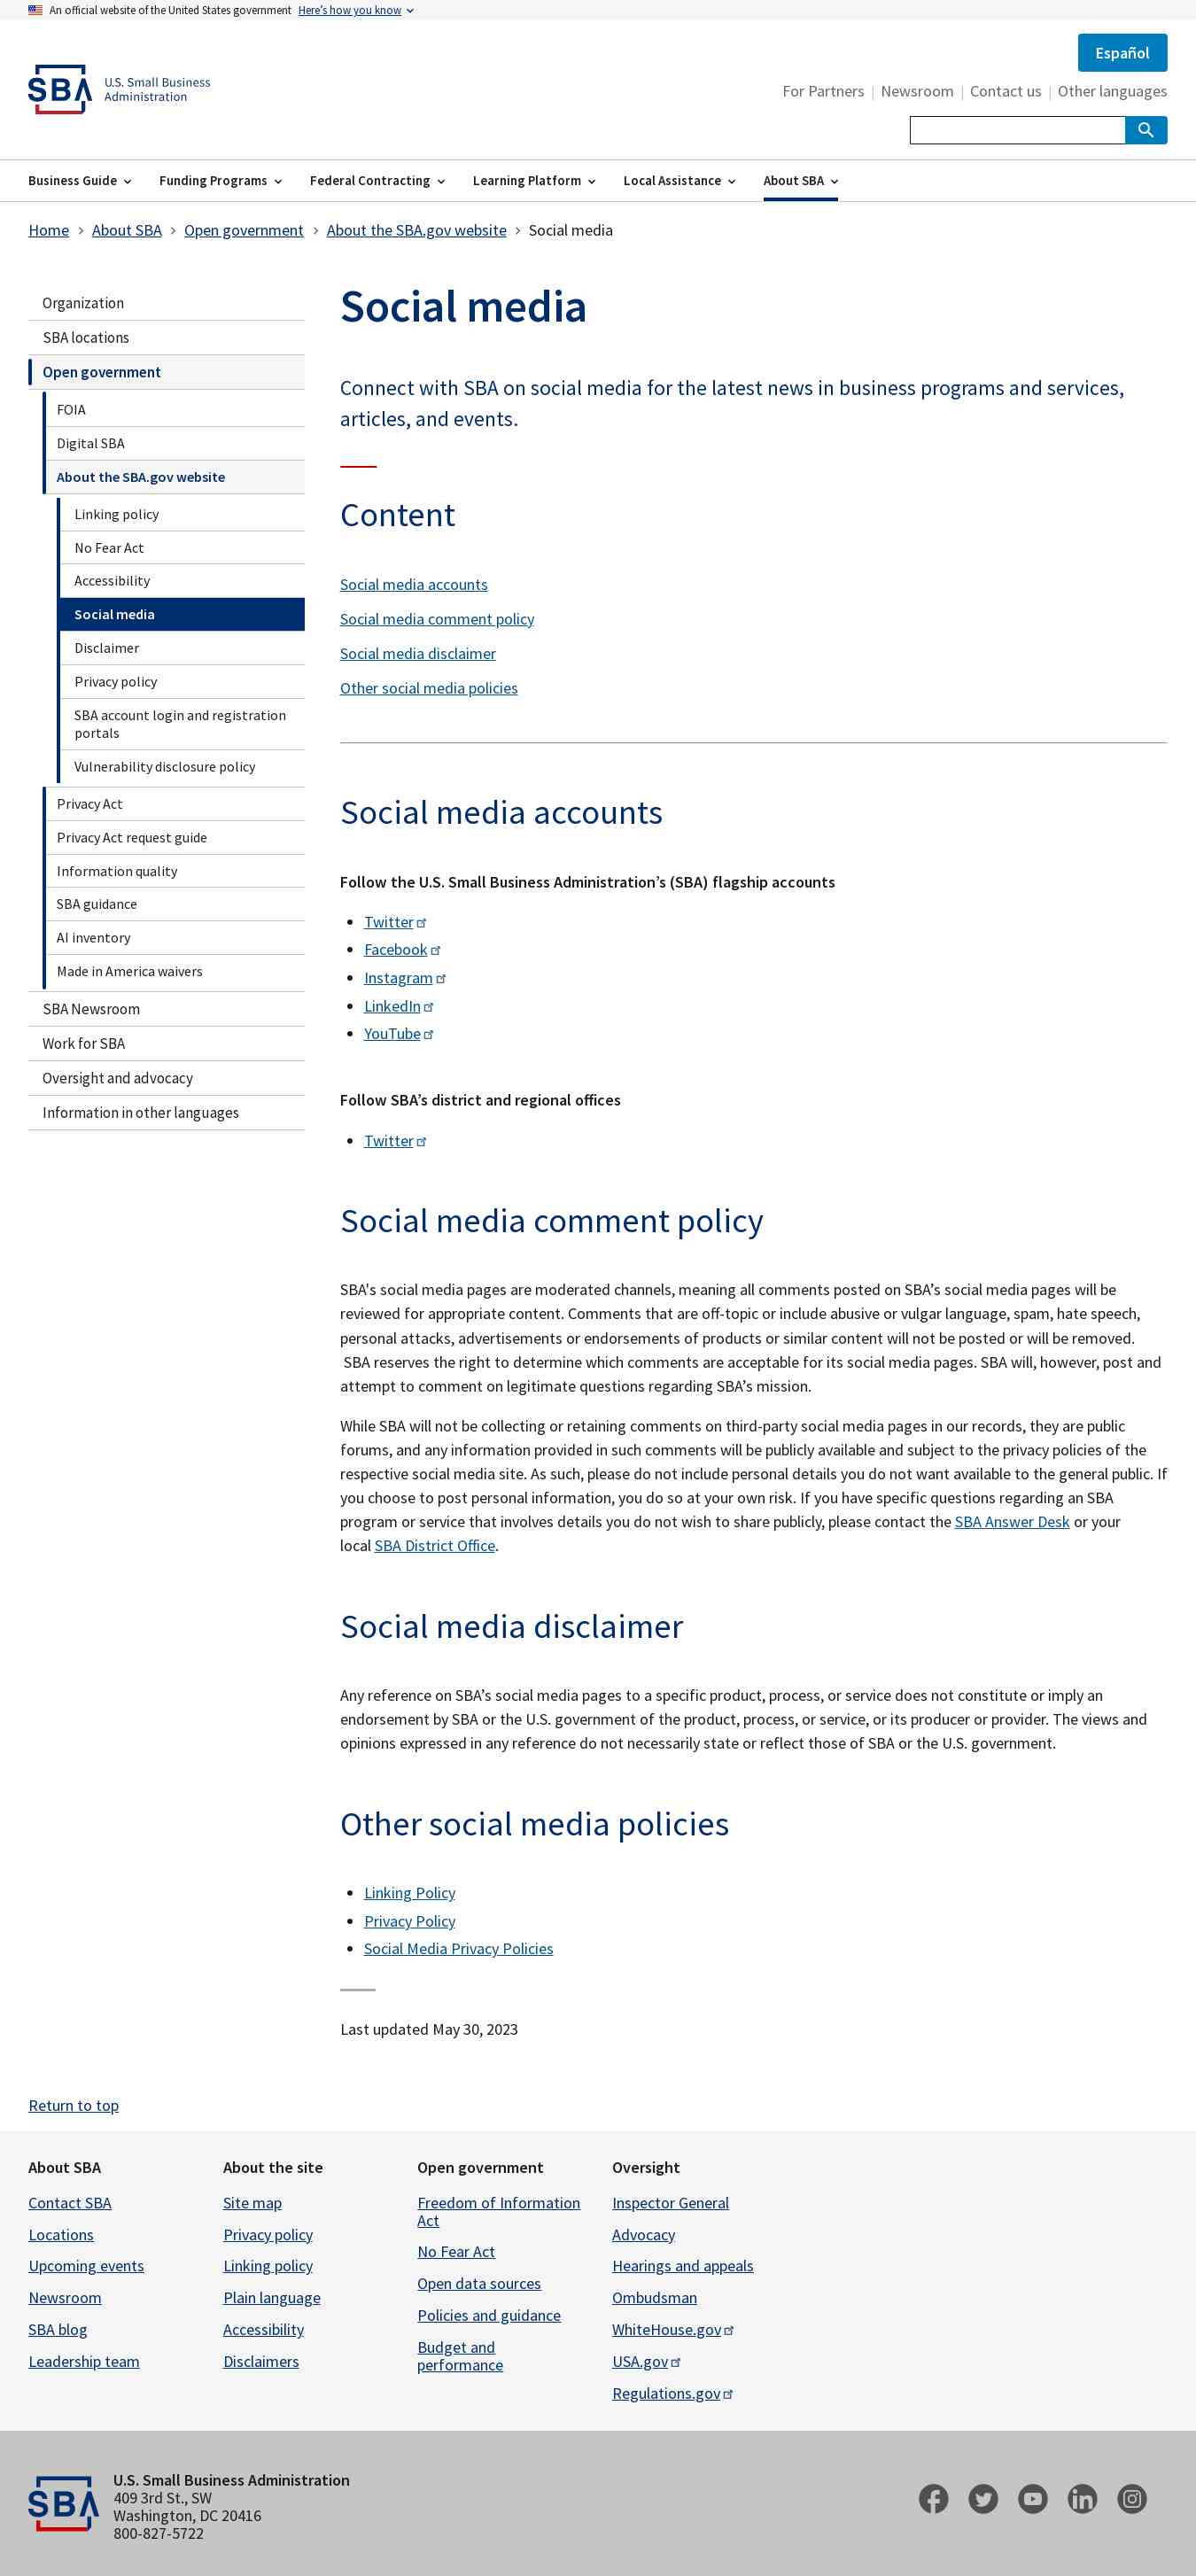 An official website of the United States government Here's how you know
Español
SBA U.S. Small Business
Administration
For Partners | Newsroom | Contact us | Other languages
Business Guide Funding Programs Federal Contracting Learning Platform Local Assistance About SBA
Home > About SBA > Open government > About the SBA.gov website > Social media
Organization
SBA locations
Open government
FOIA
Digital SBA
About the SBA.gov website
Linking policy
No Fear Act
Accessibility
Social media
Disclaimer
Privacy policy
SBA account login and registration
portals
Vulnerability disclosure policy
Privacy Act
Privacy Act request guide
Information quality
SBA guidance
AI inventory
Made in America waivers
SBA Newsroom
Work for SBA
Oversight and advocacy
Information in other languages
Social media
Connect with SBA on social media for the latest news in business programs and services,
articles, and events.
Content
Social media accounts
Social media comment policy
Social media disclaimer
Other social media policies
Social media accounts
Follow the U.S. Small Business Administration’s (SBA) flagship accounts
• Twitter
• Facebook
• Instagram
• LinkedIn
• YouTube
Follow SBA’s district and regional offices
• Twitter
Social media comment policy
SBA's social media pages are moderated channels, meaning all comments posted on SBA’s social media pages will be
reviewed for appropriate content. Comments that are off-topic or include abusive or vulgar language, spam, hate speech,
personal attacks, advertisements or endorsements of products or similar content will not be posted or will be removed.
SBA reserves the right to determine which comments are acceptable for its social media pages. SBA will, however, post and
attempt to comment on legitimate questions regarding SBA’s mission.
While SBA will not be collecting or retaining comments on third-party social media pages in our records, they are public
forums, and any information provided in such comments will be publicly available and subject to the privacy policies of the
respective social media site. As such, please do not include personal details you do not want available to the general public. If
you choose to post personal information, you do so at your own risk. If you have specific questions regarding an SBA
program or service that involves details you do not wish to share publicly, please contact the SBA Answer Desk or your
local SBA District Office.
Social media disclaimer
Any reference on SBA’s social media pages to a specific product, process, or service does not constitute or imply an
endorsement by SBA or the U.S. government of the product, process, or service, or its producer or provider. The views and
opinions expressed in any reference do not necessarily state or reflect those of SBA or the U.S. government.
Other social media policies
• Linking Policy
• Privacy Policy
• Social Media Privacy Policies
Last updated May 30, 2023
Return to top
About SBA
Contact SBA
Locations
Upcoming events
Newsroom
SBA blog
Leadership team
About the site
Site map
Privacy policy
Linking policy
Plain language
Accessibility
Disclaimers
Open government
Freedom of Information
Act
No Fear Act
Open data sources
Policies and guidance
Budget and
performance
Oversight
Inspector General
Advocacy
Hearings and appeals
Ombudsman
WhiteHouse.gov
USA.gov
Regulations.gov
SBA
U.S. Small Business Administration
409 3rd St., SW
Washington, DC 20416
800-827-5722